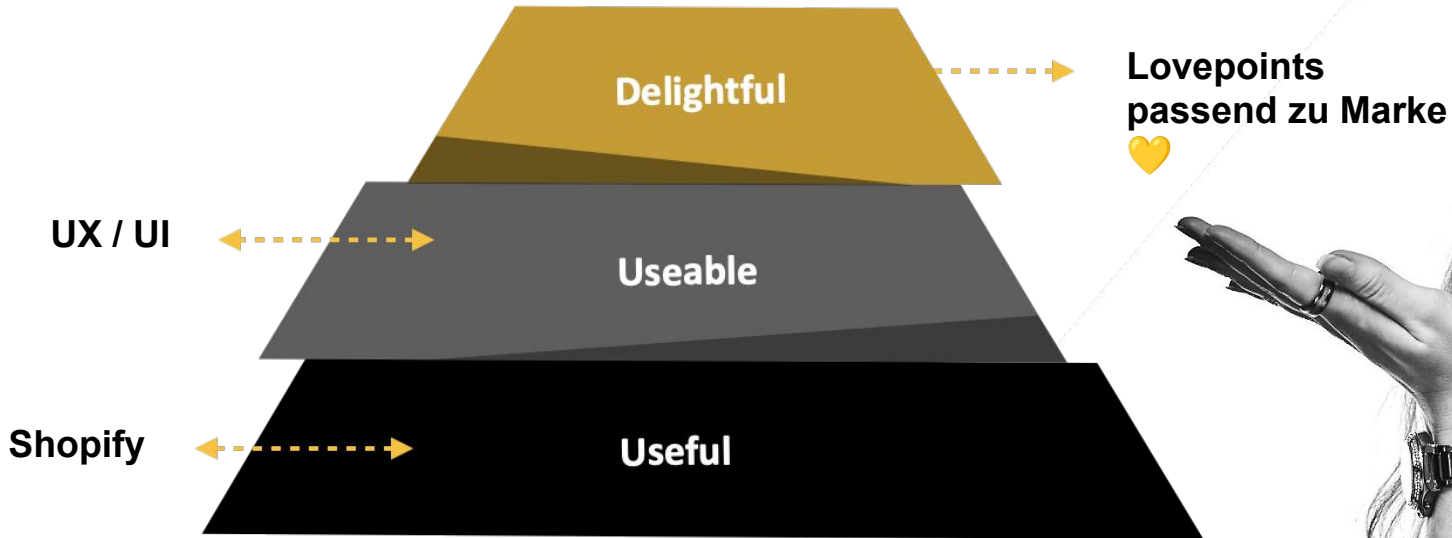 Delightful
Lovepoints
passend zu Marke
💛
UX / UI
Useable
Shopify
Useful